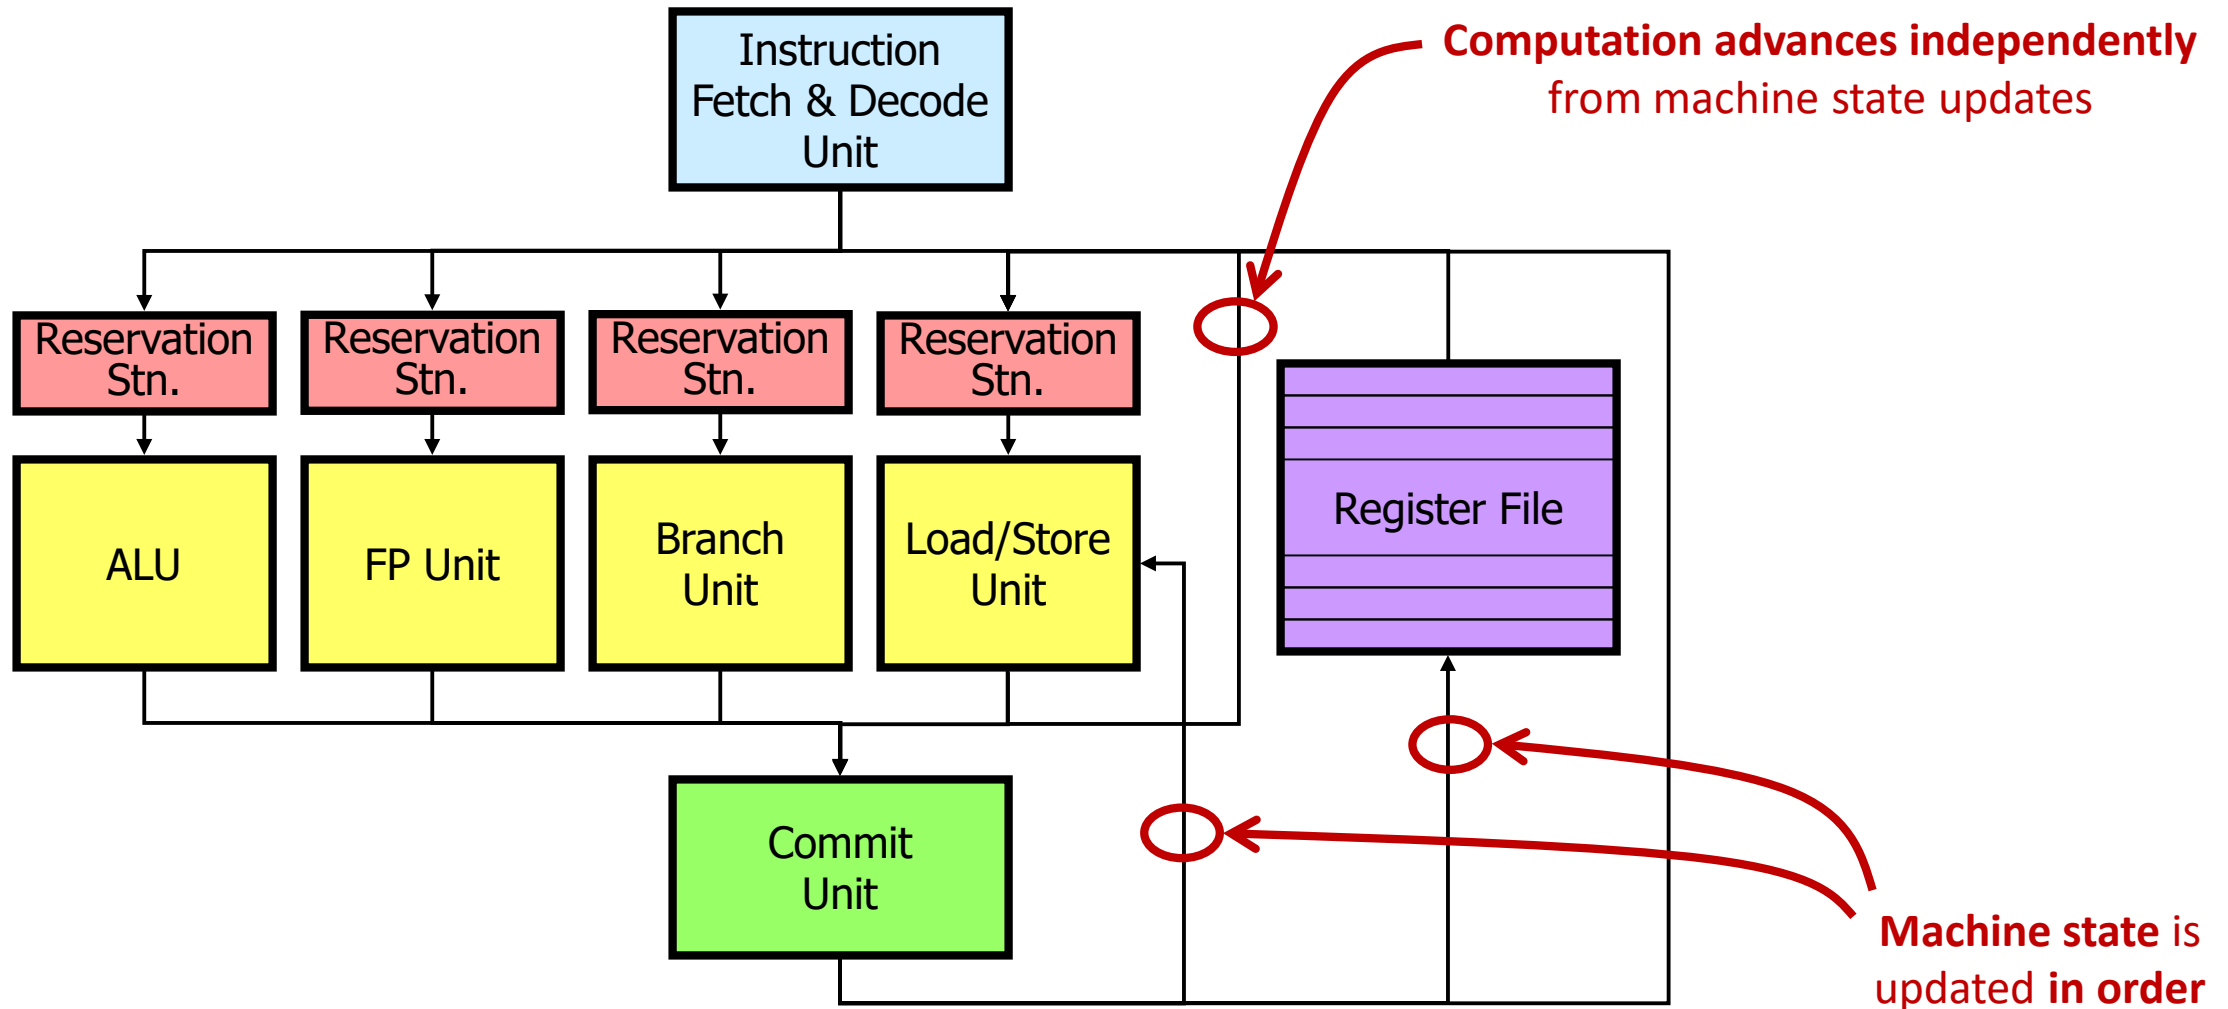 Instruction
Fetch & Decode
Unit
Computation advances independently
from machine state updates
Reservation
Stn.
Reservation
Stn.
Reservation
Stn.
Reservation
Stn.
ALU
FP Unit
Branch
Unit
Load/Store
Unit
Register File
Commit
Unit
Machine state is
updated in order